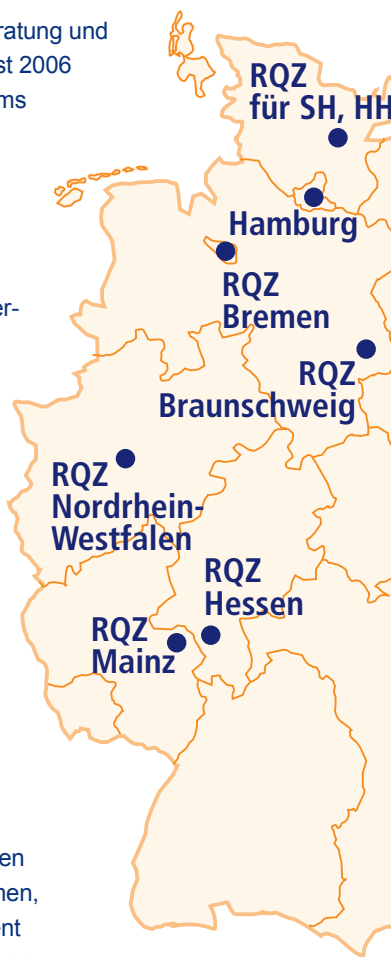 ratung und
st 2006
ms
RQZ
für SH, HH
Hamburg
RQZ
Bremen
er-
RQZ
Braunschweig
RQZ
Nordrhein-
Westfalen
RQZ
Hessen
RQZ
Mainz
en
men,
ent